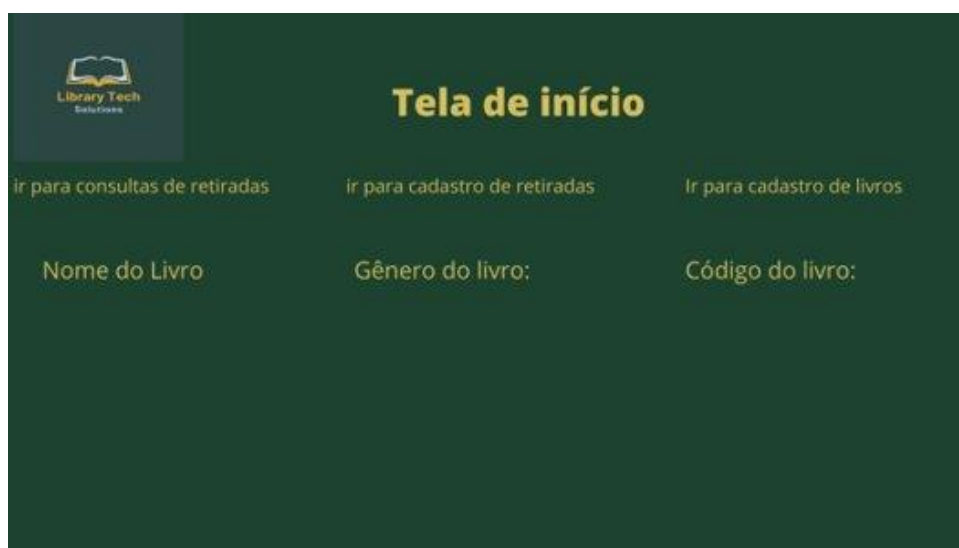 Library Tech
Solutions
Tela de início
ir para consultas de retiradas
ir para cadastro de retiradas
Ir para cadastro de livros
Nome do Livro
Gênero do livro:
Código do livro: